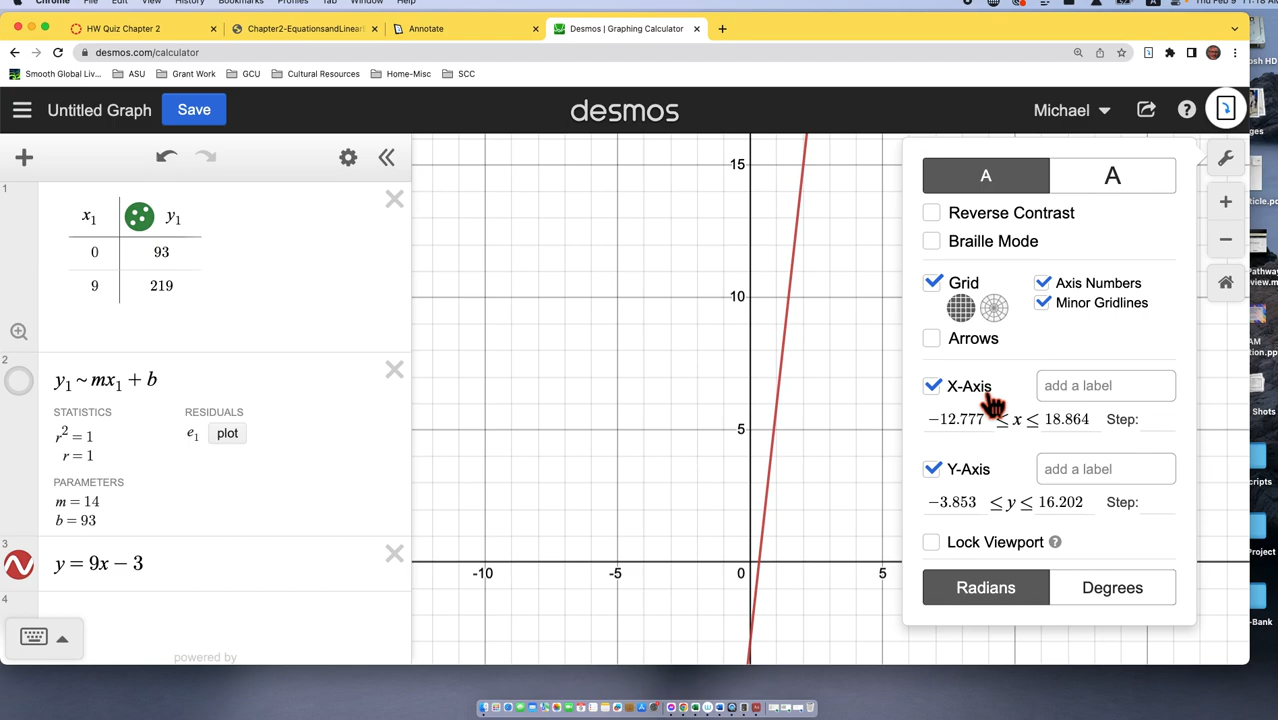 Chrome File Edit View History Bookmarks Profiles Tab Window Help
HW Quiz Chapter 2
Chapter2-EquationsandLinearI
Annotate
Desmos | Graphing Calculator
desmos.com/calculator
Smooth Global Liv... ASU Grant Work GCU Cultural Resources Home-Misc SCC
Untitled Graph Save desmos Michael
1
x₁ y₁
0 93
9 219
2
y₁ ~ mx₁ + b
STATISTICS RESIDUALS
r² = 1 e₁ plot
r = 1
PARAMETERS
m = 14
b = 93
3
y = 9x − 3
4
powered by
15
10
5
-10 -5 0 5
A A
Reverse Contrast
Braille Mode
Grid Axis Numbers
Minor Gridlines
Arrows
X-Axis add a label
−12.777 ≤ x ≤ 18.864 Step:
Y-Axis add a label
−3.853 ≤ y ≤ 16.202 Step:
Lock Viewport ?
Radians Degrees